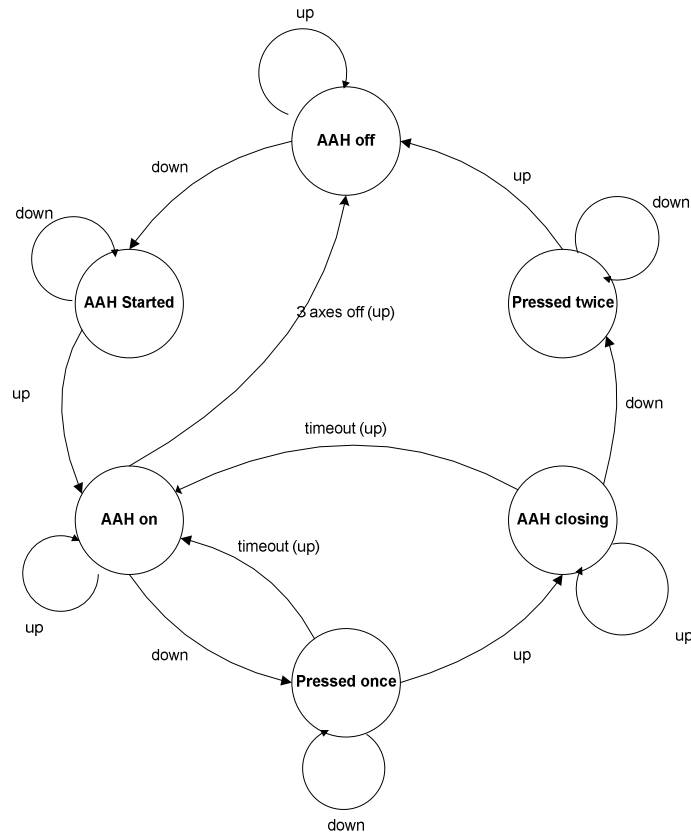 up
AAH off
down
up
down
down
AAH Started
Pressed twice
3 axes off (up)
up
down
timeout (up)
AAH on
AAH closing
timeout (up)
up
up
down
up
Pressed once
down